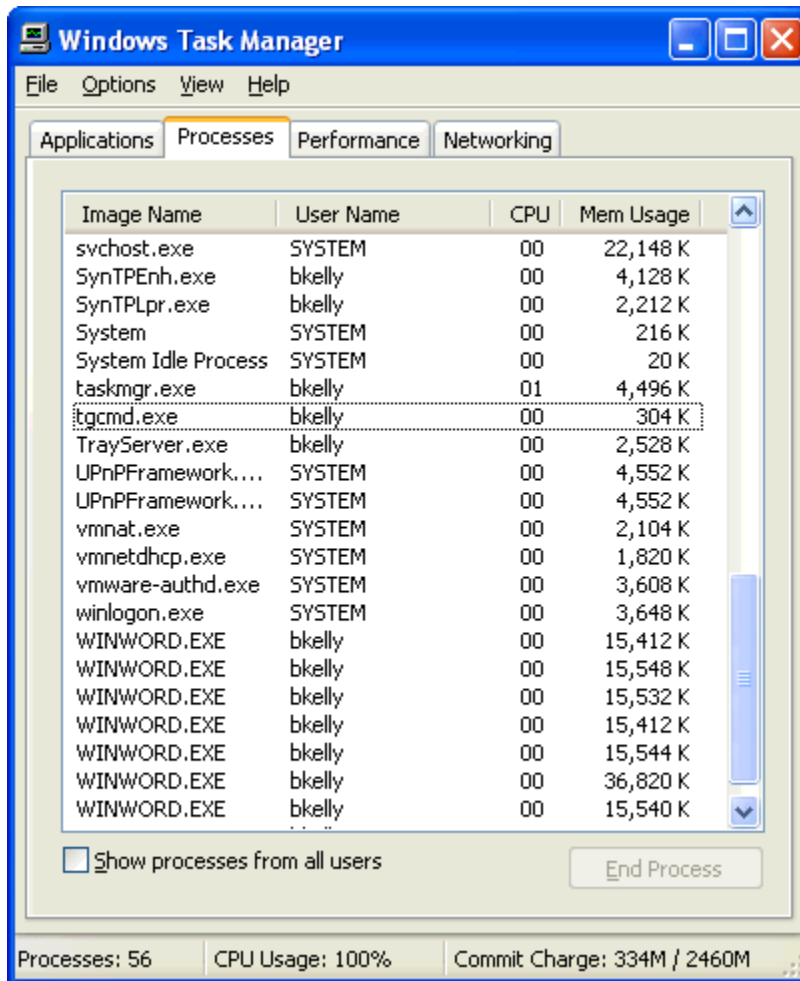 Windows Task Manager
File Options View Help
Applications Processes Performance Networking
Image Name User Name CPU Mem Usage
svchost.exe SYSTEM 00 22,148 K
SynTPEnh.exe bkelly 00 4,128 K
SynTPLpr.exe bkelly 00 2,212 K
System SYSTEM 00 216 K
System Idle Process SYSTEM 00 20 K
taskmgr.exe bkelly 01 4,496 K
tgcmd.exe bkelly 00 304 K
TrayServer.exe bkelly 00 2,528 K
UPnPFramework.... SYSTEM 00 4,552 K
UPnPFramework.... SYSTEM 00 4,552 K
vmnat.exe SYSTEM 00 2,104 K
vmnetdhcp.exe SYSTEM 00 1,820 K
vmware-authd.exe SYSTEM 00 3,608 K
winlogon.exe SYSTEM 00 3,648 K
WINWORD.EXE bkelly 00 15,412 K
WINWORD.EXE bkelly 00 15,548 K
WINWORD.EXE bkelly 00 15,532 K
WINWORD.EXE bkelly 00 15,412 K
WINWORD.EXE bkelly 00 15,544 K
WINWORD.EXE bkelly 00 36,820 K
WINWORD.EXE bkelly 00 15,540 K
Show processes from all users End Process
Processes: 56 CPU Usage: 100% Commit Charge: 334M / 2460M